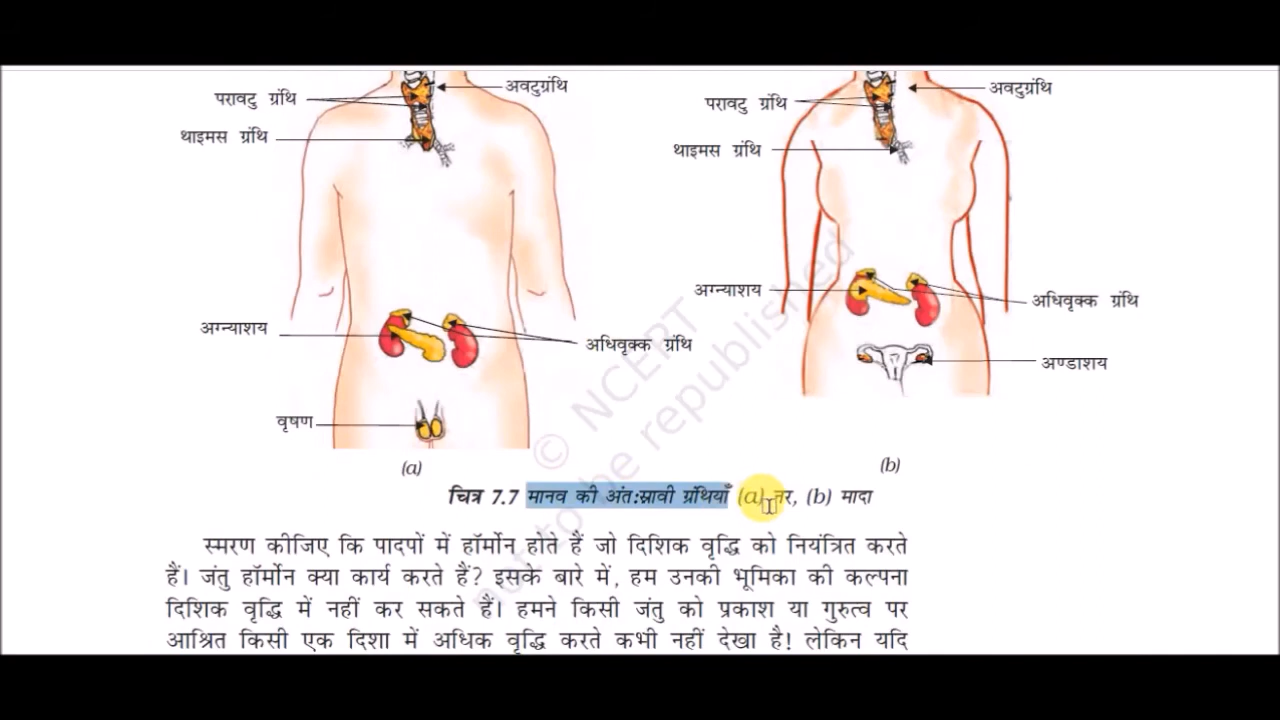 परावटु ग्रंथि
अवटुग्रंथि
थाइमस ग्रंथि
अग्न्याशय
अधिवृक्क ग्रंथि
वृषण
(a)
परावटु ग्रंथि
अवटुग्रंथि
थाइमस ग्रंथि
अग्न्याशय
अधिवृक्क ग्रंथि
अण्डाशय
(b)
© NCERT
not to be republished
चित्र 7.7 मानव की अंत:स्रावी ग्रंथियाँ (a) नर, (b) मादा
स्मरण कीजिए कि पादपों में हॉर्मोन होते हैं जो दिशिक वृद्धि को नियंत्रित करते
हैं। जंतु हॉर्मोन क्या कार्य करते हैं? इसके बारे में, हम उनकी भूमिका की कल्पना
दिशिक वृद्धि में नहीं कर सकते हैं। हमने किसी जंतु को प्रकाश या गुरुत्व पर
आश्रित किसी एक दिशा में अधिक वृद्धि करते कभी नहीं देखा है! लेकिन यदि